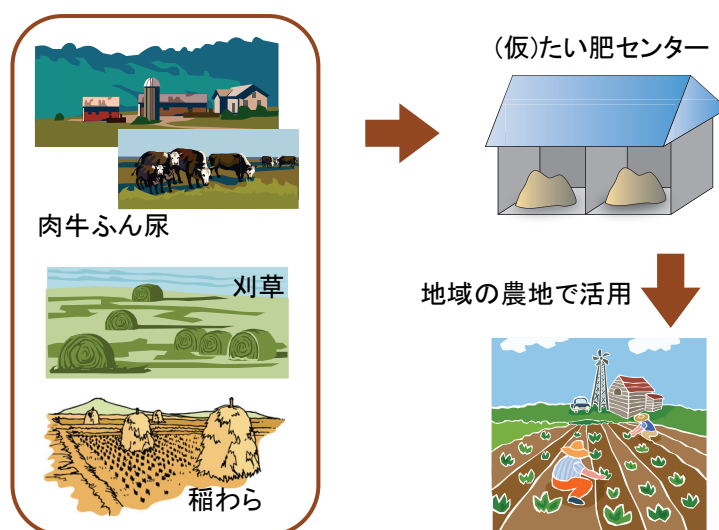 (仮)たい肥センター
肉牛ふん尿
刈草
地域の農地で活用
稲わら